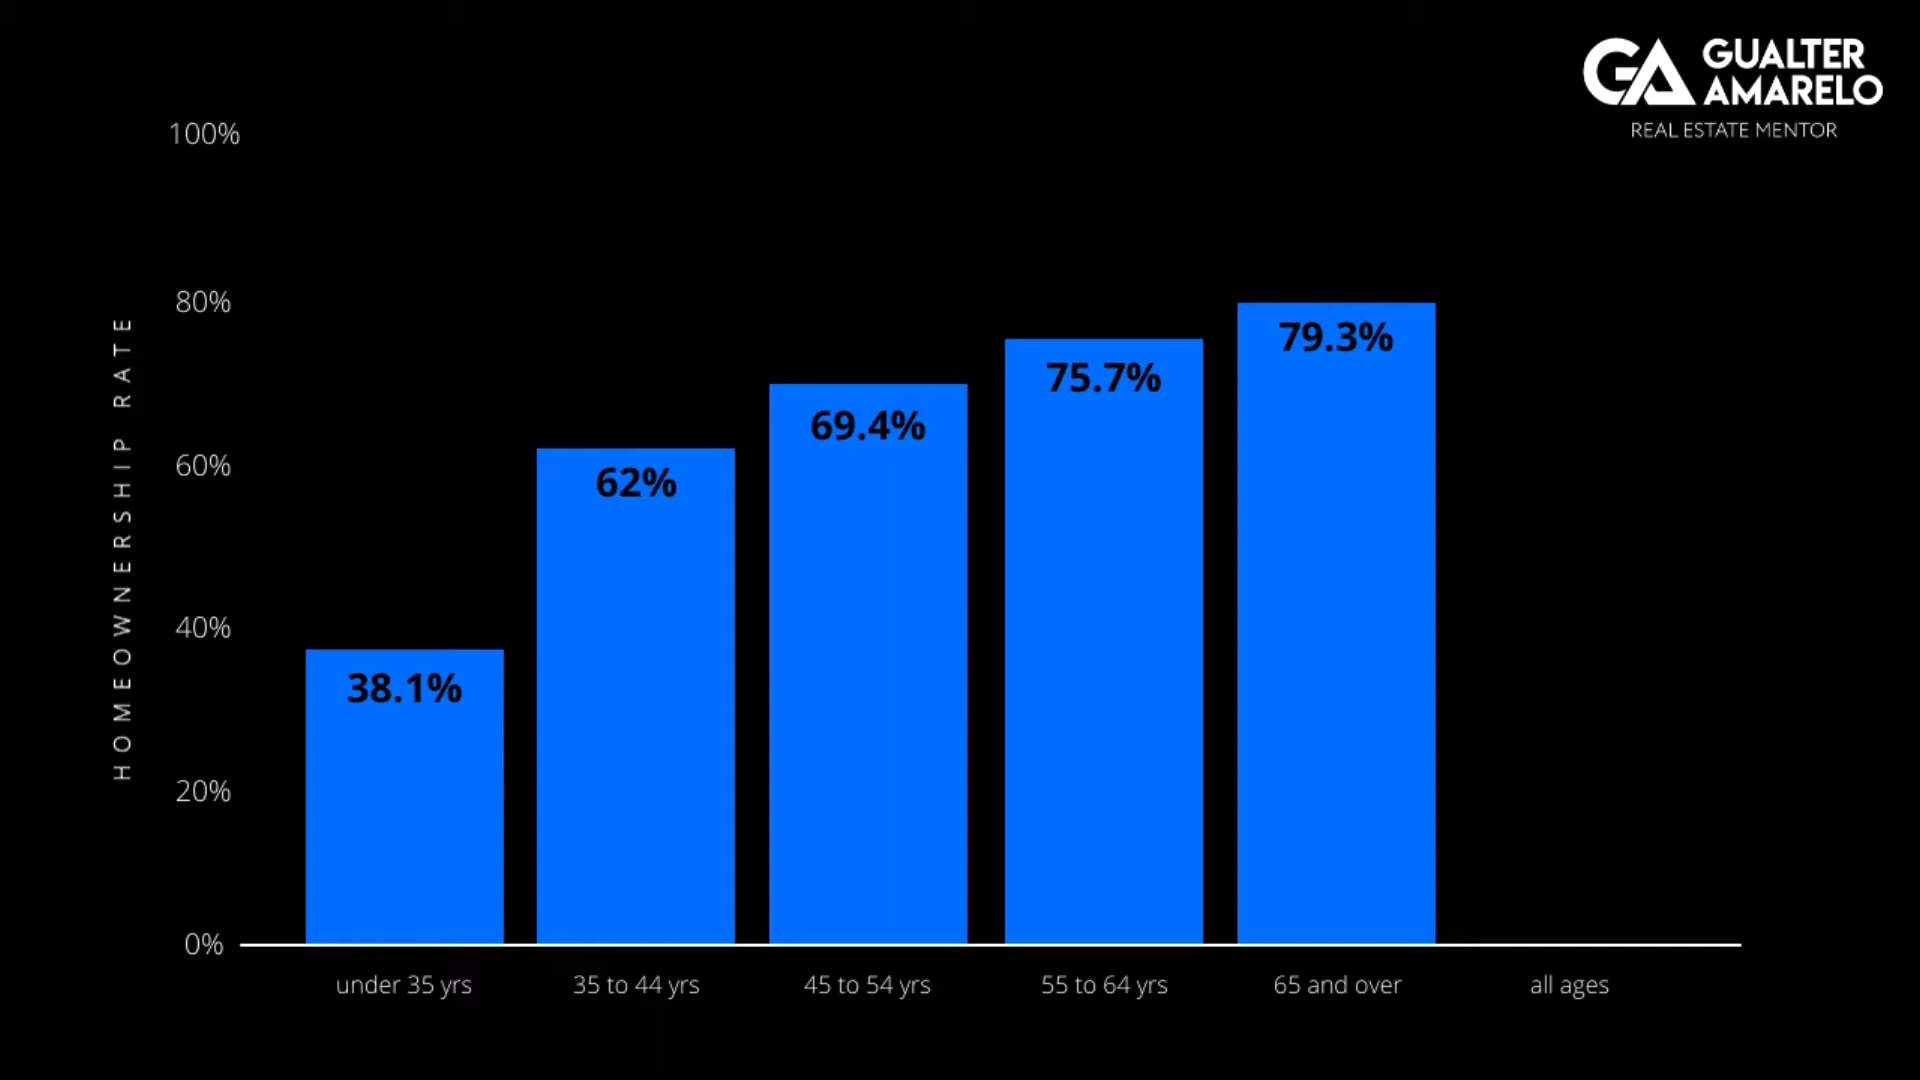 GUALTER
AMARELO
REAL ESTATE MENTOR
HOMEOWNERSHIP RATE
100%
80%
60%
40%
20%
0%
38.1%
62%
69.4%
75.7%
79.3%
under 35 yrs
35 to 44 yrs
45 to 54 yrs
55 to 64 yrs
65 and over
all ages